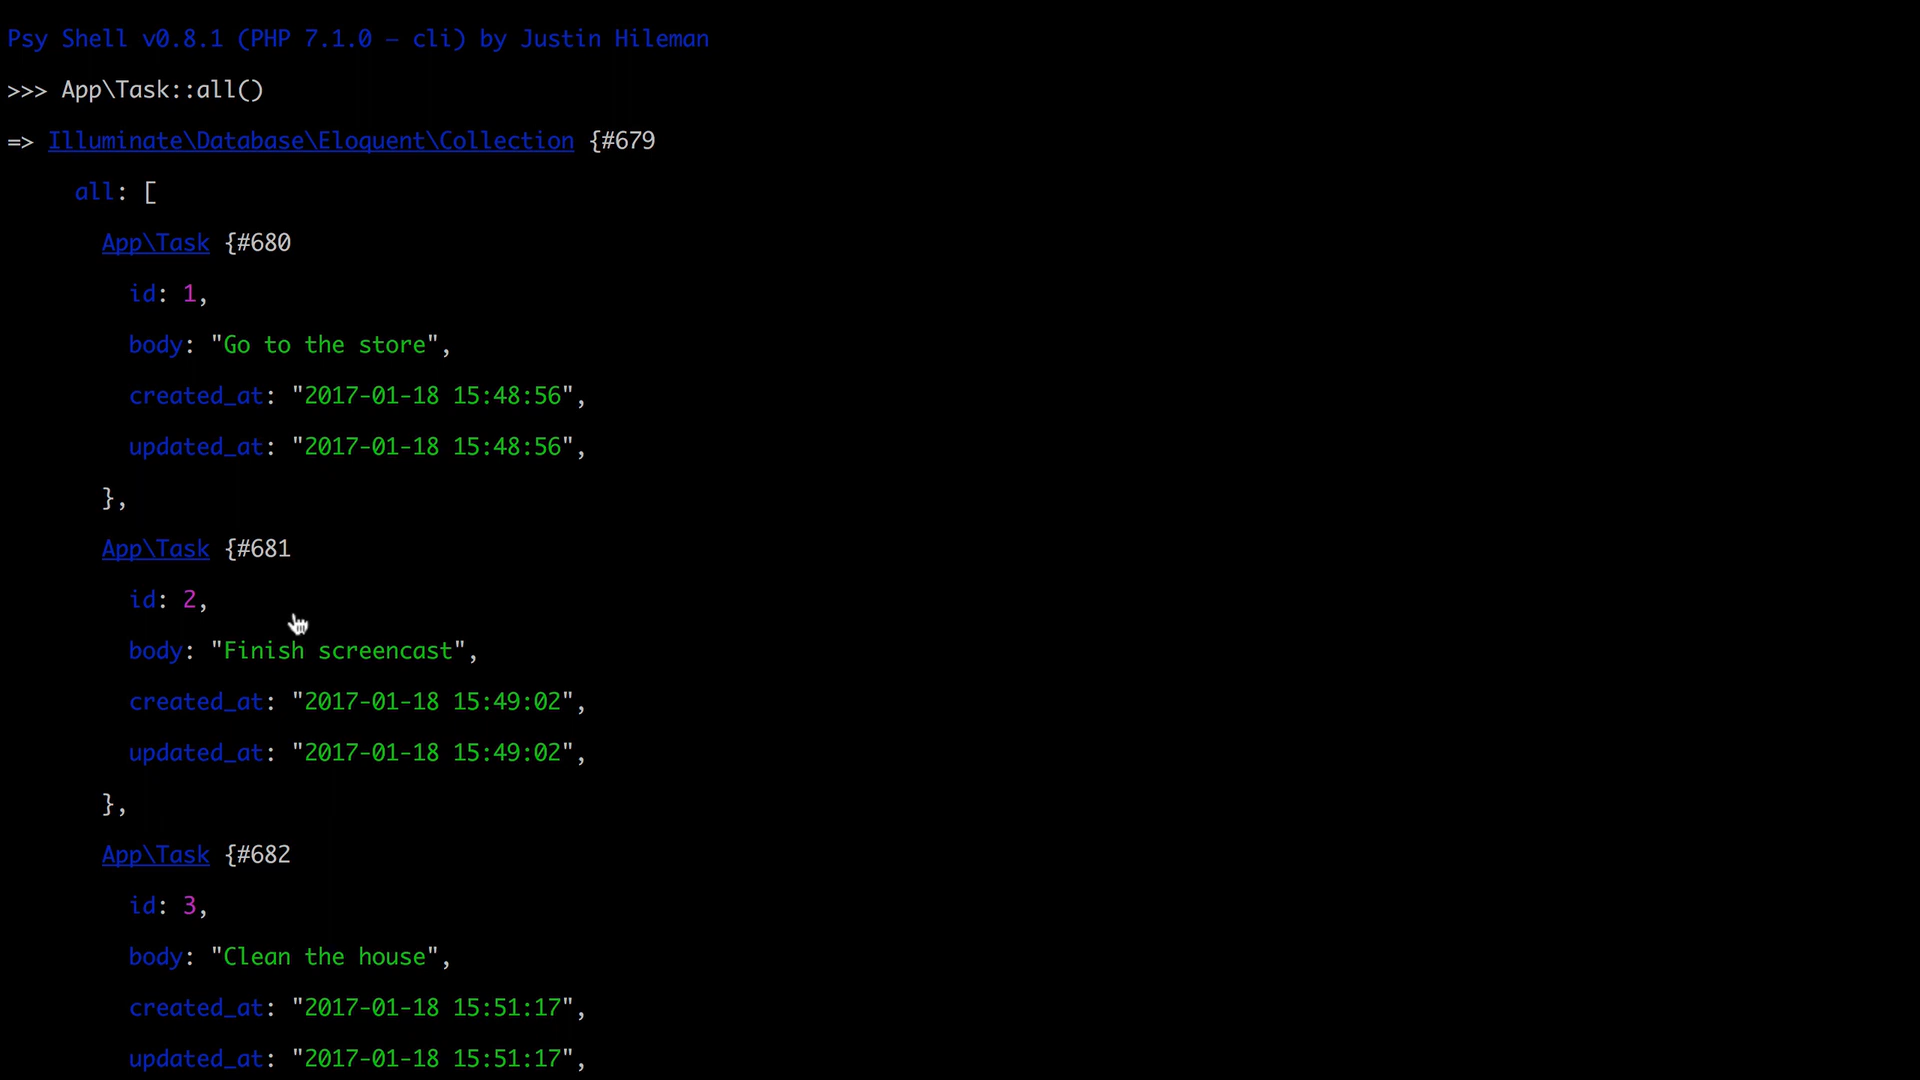 Psy Shell v0.8.1 (PHP 7.1.0 — cli) by Justin Hileman
>>> App\Task::all()
=> Illuminate\Database\Eloquent\Collection {#679
all: [
App\Task {#680
id: 1,
body: "Go to the store",
created_at: "2017-01-18 15:48:56",
updated_at: "2017-01-18 15:48:56",
},
App\Task {#681
id: 2,
body: "Finish screencast",
created_at: "2017-01-18 15:49:02",
updated_at: "2017-01-18 15:49:02",
},
App\Task {#682
id: 3,
body: "Clean the house",
created_at: "2017-01-18 15:51:17",
updated_at: "2017-01-18 15:51:17",